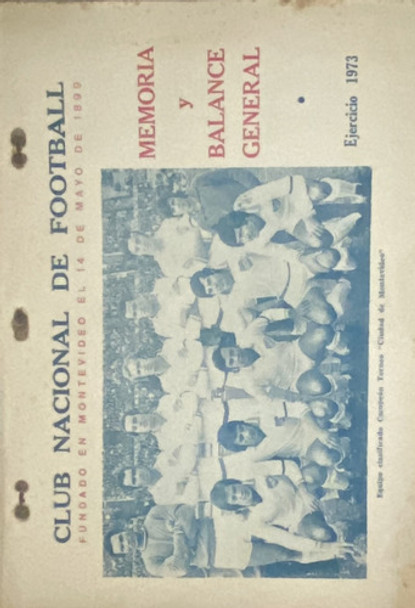 CLUB NACIONAL DE FOOTBALL
FUNDADO EN MONTEVIDEO EL 14 DE MAYO DE 1899
MEMORIA
y
BALANCE
GENERAL
Ejercicio 1973
Equipo clasificado Campeón Torneo "Ciudad de Montevideo"